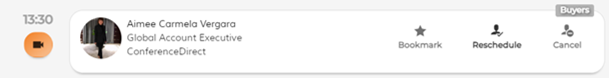 Buyers
13:30
Aimee Carmela Vergara
Global Account Executive
ConferenceDirect
Bookmark
Reschedule
Cancel